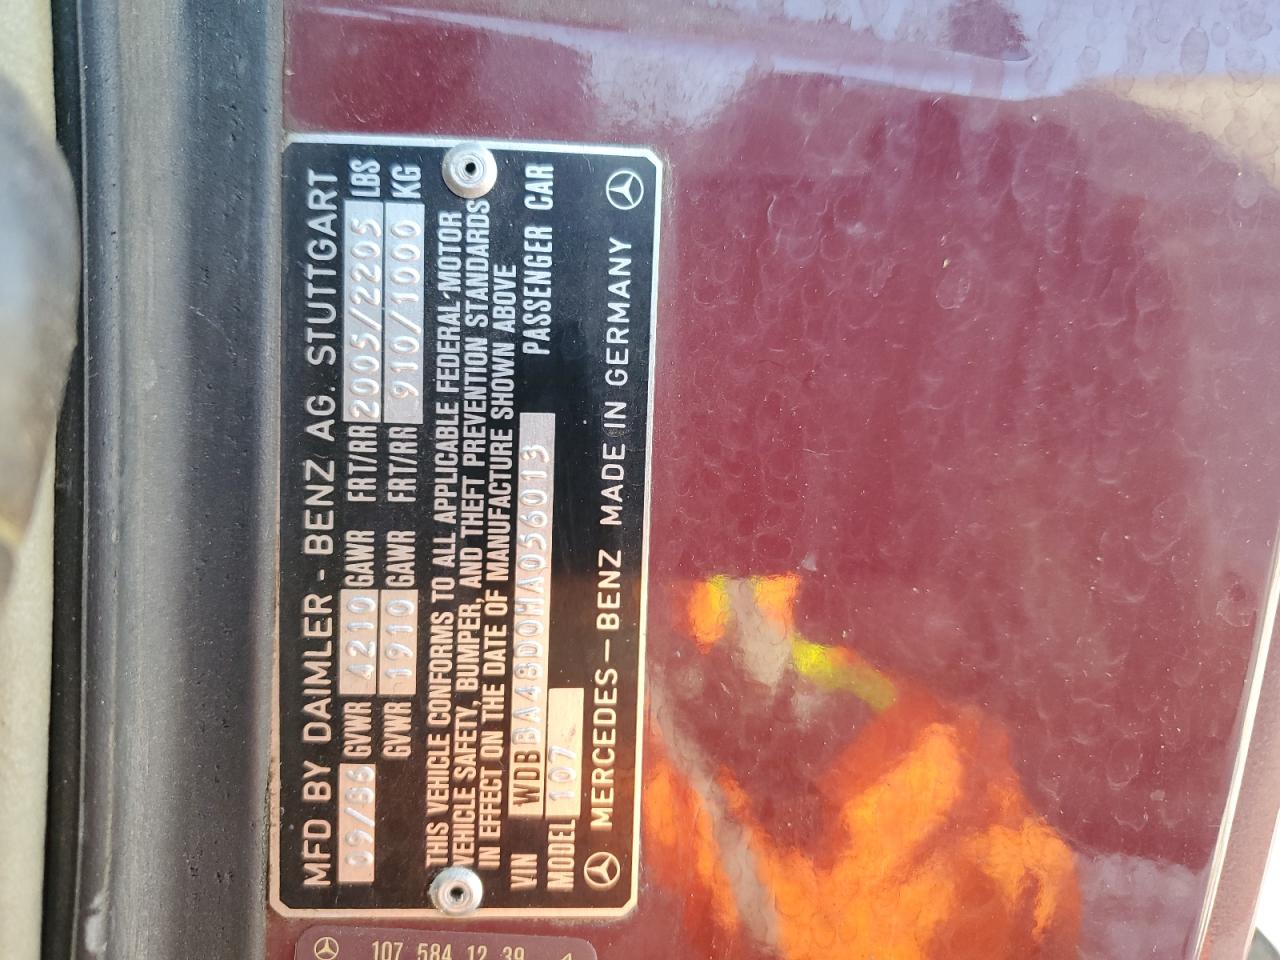 MFD BY DAIMLER - BENZ AG. STUTTGART
09/86 GVWR 4210 GAWR FRT/RR 2005/2205 LBS
GVWR 1910 GAWR FRT/RR 910/1000 KG
THIS VEHICLE CONFORMS TO ALL APPLICABLE FEDERAL MOTOR
VEHICLE SAFETY, BUMPER, AND THEFT PREVENTION STANDARDS
IN EFFECT ON THE DATE OF MANUFACTURE SHOWN ABOVE
VIN WDBBA48D0HA056013 PASSENGER CAR
MODEL 107
MERCEDES - BENZ MADE IN GERMANY
107 584 12 39